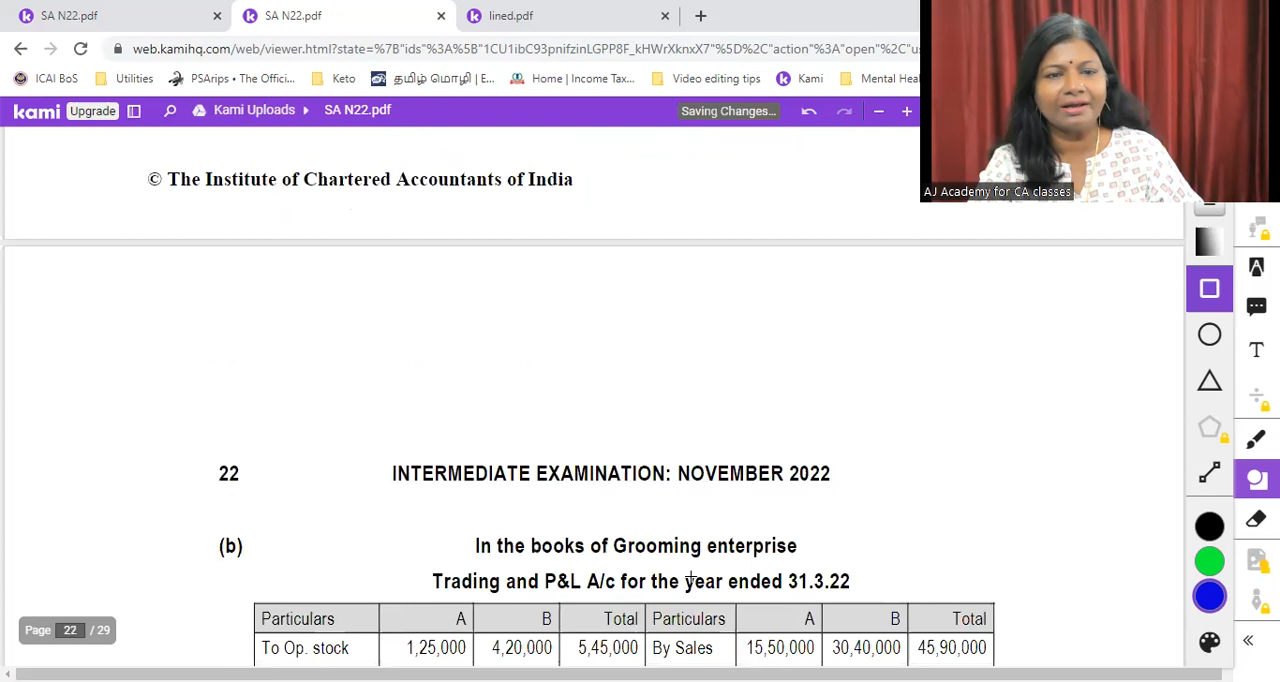 SA N22.pdf
SA N22.pdf
lined.pdf
web.kamihq.com/web/viewer.html?state=%7B"ids"%3A%5B"1CU1ibC93pnifzinLGPP8F_kHWrXknxX7"%5D%2C"action"%3A"open"%2C"u
ICAI BoS
Utilities
PSArips - The Offici...
Keto
தமிழ் மொழி | E...
Home | Income Tax...
Video editing tips
Kami
Mental Heal
kami Upgrade
Kami Uploads
SA N22.pdf
Saving Changes...
AJ Academy for CA classes
© The Institute of Chartered Accountants of India
22 INTERMEDIATE EXAMINATION: NOVEMBER 2022
(b) In the books of Grooming enterprise
Trading and P&L A/c for the year ended 31.3.22
Particulars A B Total Particulars A B Total
To Op. stock 1,25,000 4,20,000 5,45,000 By Sales 15,50,000 30,40,000 45,90,000
Page 22 / 29
T